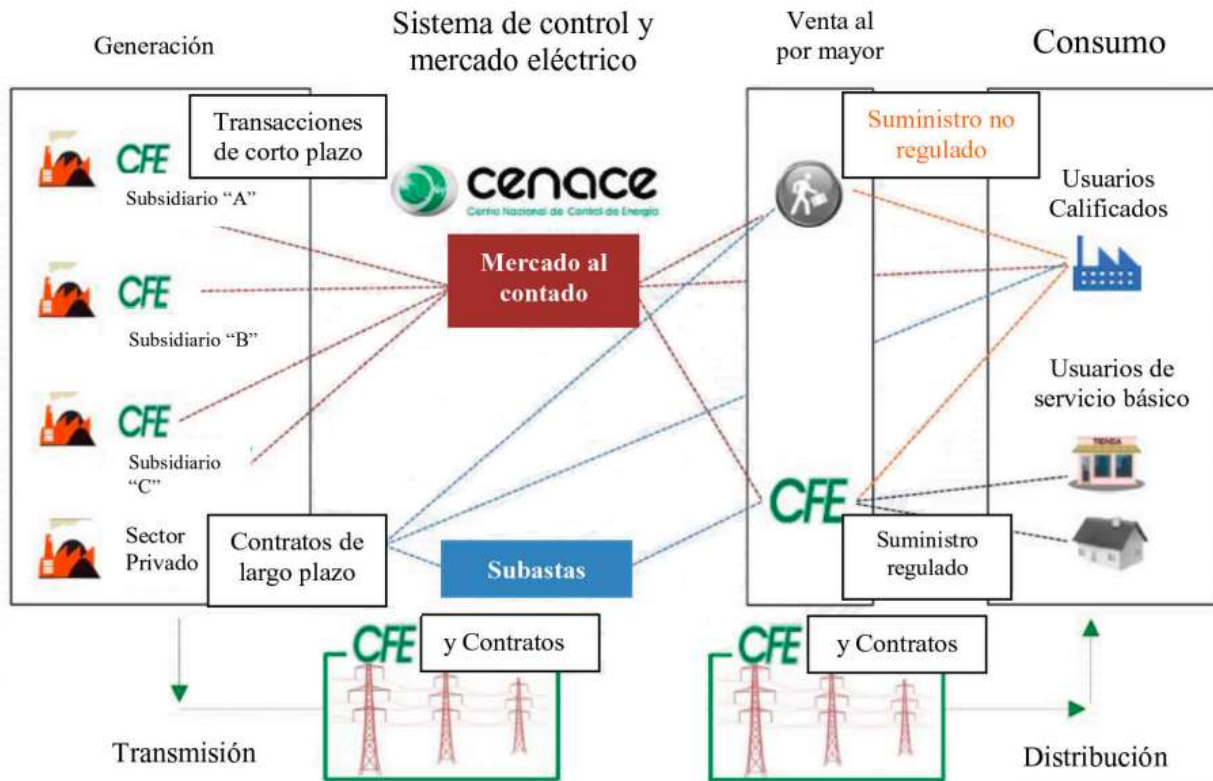 Generación
Sistema de control y
mercado eléctrico
Venta al
por mayor
Consumo
Transacciones
de corto plazo
CFE
Subsidiario “A”
CFE
Subsidiario “B”
CFE
Subsidiario
“C”
Sector
Privado
Contratos de
largo plazo
cenace
Centro Nacional de Control de Energía
Mercado al
contado
Subastas
Suministro no
regulado
CFE
Suministro
regulado
Usuarios
Calificados
Usuarios de
servicio básico
TIENDA
CFE
y Contratos
CFE
y Contratos
Transmisión
Distribución